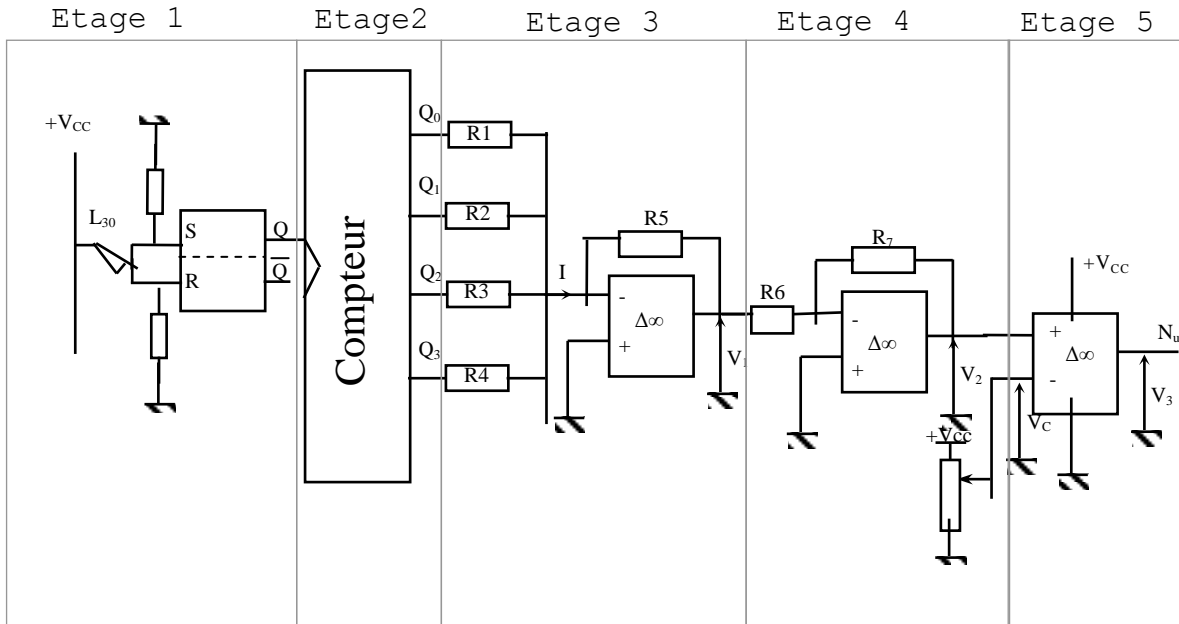 Etage 1
Etage2
Etage 3
Etage 4
Etage 5
+VCC
L30
S
R
Q
Q̅
Compteur
Q0
R1
Q1
R2
Q2
R3
Q3
R4
I
R5
-
Δ∞
+
V1
R6
R7
-
Δ∞
+
V2
+Vcc
VC
+VCC
+
Δ∞
-
Nu
V3